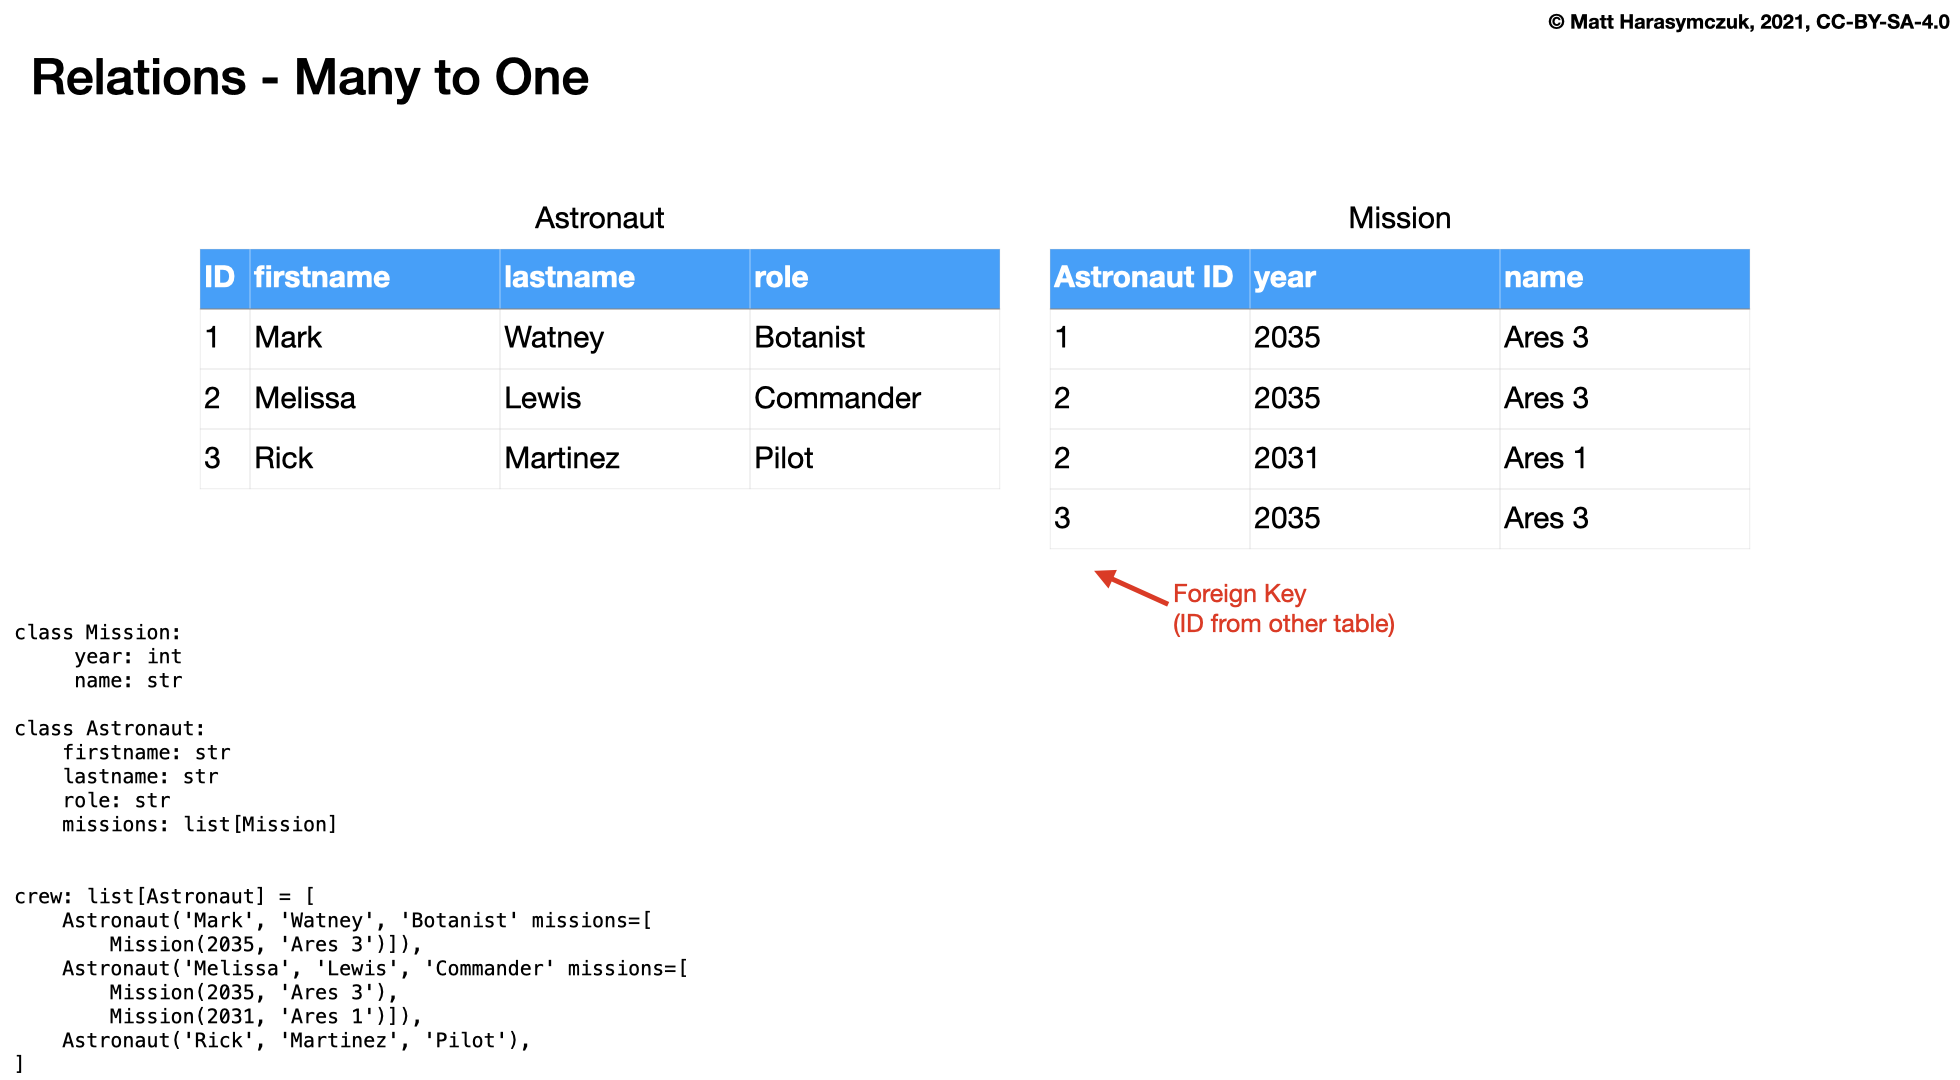 © Matt Harasymczuk, 2021, CC-BY-SA-4.0
Relations - Many to One
Astronaut
ID firstname lastname role
1 Mark Watney Botanist
2 Melissa Lewis Commander
3 Rick Martinez Pilot
Mission
Astronaut ID year name
1 2035 Ares 3
2 2035 Ares 3
2 2031 Ares 1
3 2035 Ares 3
Foreign Key
(ID from other table)
class Mission:
     year: int
     name: str
class Astronaut:
    firstname: str
    lastname: str
    role: str
    missions: list[Mission]
crew: list[Astronaut] = [
    Astronaut('Mark', 'Watney', 'Botanist' missions=[
        Mission(2035, 'Ares 3')]),
    Astronaut('Melissa', 'Lewis', 'Commander' missions=[
        Mission(2035, 'Ares 3'),
        Mission(2031, 'Ares 1')]),
    Astronaut('Rick', 'Martinez', 'Pilot'),
]